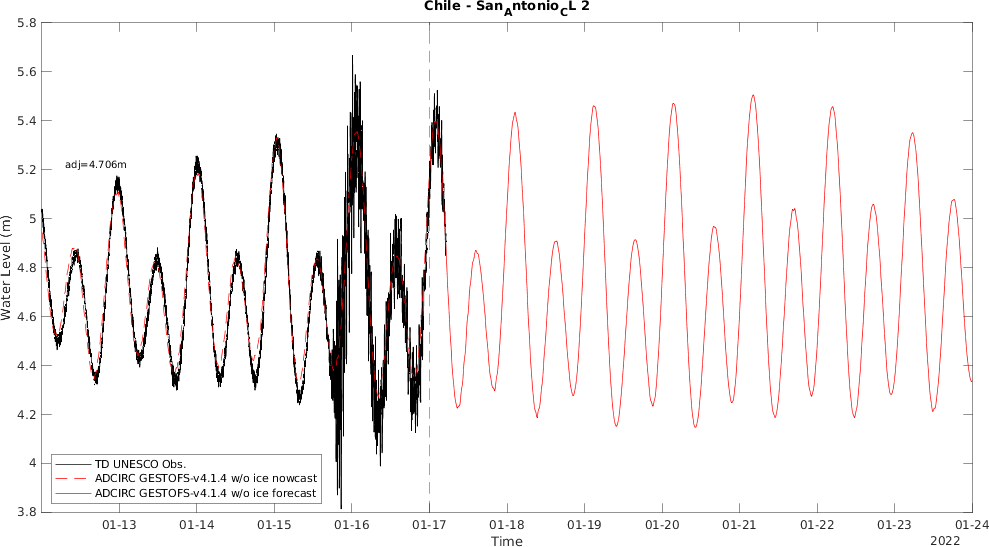 Chile - San_Antonio_CL 2
5.8
5.6
5.4
5.2
5
4.8
4.6
4.4
4.2
4
3.8
Water Level (m)
adj=4.706m
TD UNESCO Obs.
ADCIRC GESTOFS-v4.1.4 w/o ice nowcast
ADCIRC GESTOFS-v4.1.4 w/o ice forecast
01-13 01-14 01-15 01-16 01-17 01-18 01-19 01-20 01-21 01-22 01-23 01-24
Time
2022